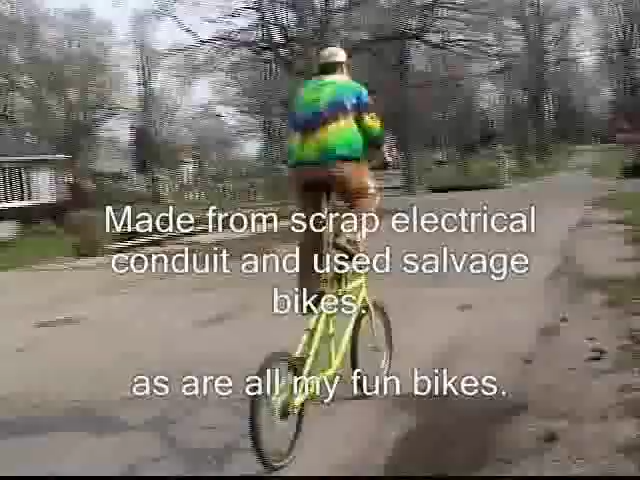 Made from scrap electrical
conduit and used salvage
bikes.
as are all my fun bikes.